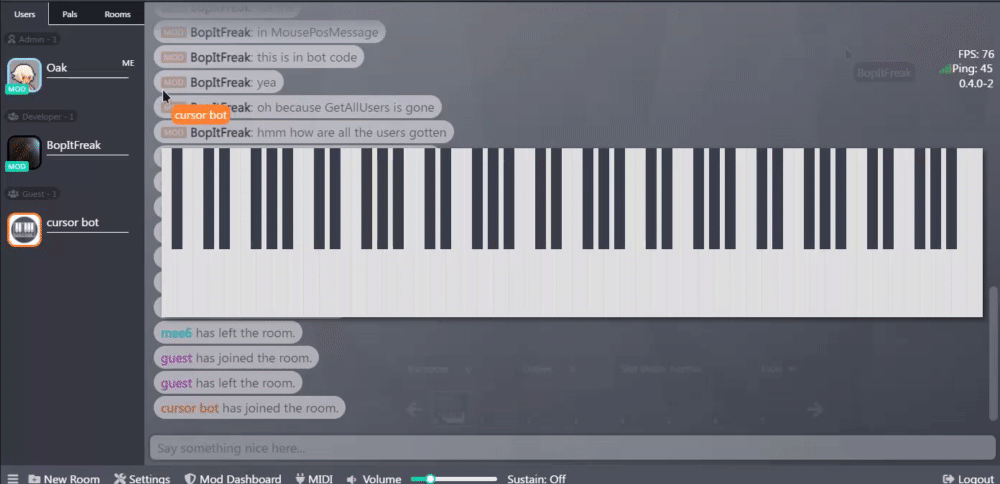 Users Pals Rooms
Admin - 1
Oak
ME
MOD
Developer - 1
BopItFreak
MOD
Guest - 1
cursor bot
BopItFreak: in MousePosMessage
MOD BopItFreak: this is in bot code
MOD BopItFreak: yea
BopItFreak: oh because GetAllUsers is gone
cursor bot
MOD BopItFreak: hmm how are all the users gotten
mee6 has left the room.
guest has joined the room.
guest has left the room.
cursor bot has joined the room.
Say something nice here...
BopItFreak
FPS: 76
Ping: 45
0.4.0-2
New Room Settings Mod Dashboard MIDI Volume Sustain: Off Logout